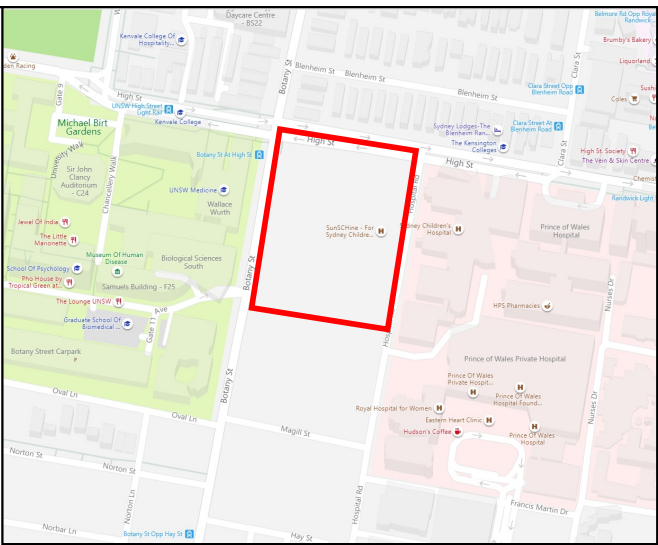 Daycare Centre
- BS22
Kenvale College Of
Hospitality...
Botany St
Belmore Rd Opp Royal
Randwick
Brumby's Bakery
Liquorland
Clara St
Blenheim St
Blenheim St
Blenheim St
Clara Street Opp
Blenheim Road
Coles
Sushi
den Racing
Gate 9
High St
UNSW High Street
Light Rail
Kenvale College
Michael Birt
Gardens
University Walk
Sir John
Clancy
Auditorium
- C24
Chancellery Walk
Botany St At High St
High St
High St
Sydney Lodges-The
Blenheim Ran...
Clara Street At
Blenheim Road
The Kensington
Colleges
High St. Society
The Vein & Skin Centre
Clara St
Chemist
Randwick Light
UNSW Medicine
Wallace
Wurth
Hospital Rd
SunSCHine - For
Sydney Childre...
Sydney Children's
Hospital
Prince of Wales
Hospital
Jewel Of India
The Little
Marionette
Museum Of Human
Disease
Biological Sciences
South
School Of Psychology
Pho House by
Tropical Green at...
Samuels Building - F25
Botany St
Nurses Dr
The Lounge UNSW
Ave
Gate 11
Graduate School Of
Biomedical ...
HPS Pharmacies
Hos
Botany Street Carpark
P
Prince of Wales Private Hospital
Prince Of Wales
Private Hospit...
Prince Of Wales
Hospital Found...
Botany St
Oval Ln
Oval Ln
Royal Hospital for Women
Eastern Heart Clinic
Hudson's Coffee
Prince Of Wales
Hospital
Nurses Dr
Magill St
Norton St
Norton St
Norton Ln
Hospital Rd
Francis Martin Dr
Norbar Ln
Botany St Opp Hay St
Hay St